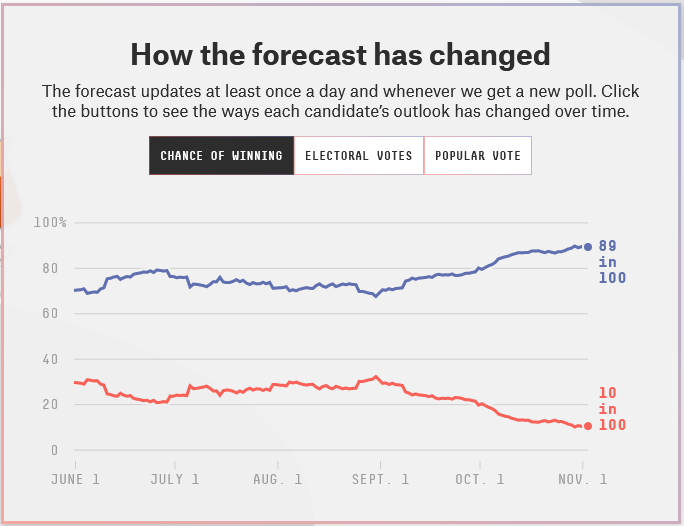 How the forecast has changed
The forecast updates at least once a day and whenever we get a new poll. Click
the buttons to see the ways each candidate's outlook has changed over time.
CHANCE OF WINNING
ELECTORAL VOTES
POPULAR VOTE
100%
80
60
40
20
0
89
in
100
10
in
100
JUNE 1
JULY 1
AUG. 1
SEPT. 1
OCT. 1
NOV. 1